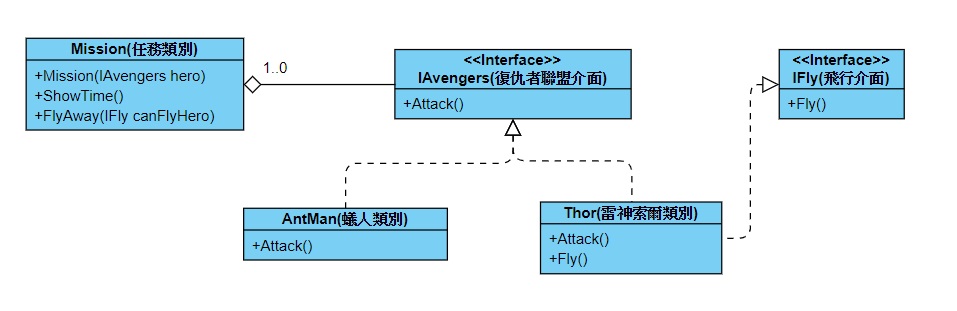 Mission(任務類別)
+Mission(IAvengers hero)
+ShowTime()
+FlyAway(IFly canFlyHero)
1..0
<<Interface>>
IAvengers(復仇者聯盟介面)
+Attack()
<<Interface>>
IFly(飛行介面)
+Fly()
AntMan(蟻人類別)
+Attack()
Thor(雷神索爾類別)
+Attack()
+Fly()